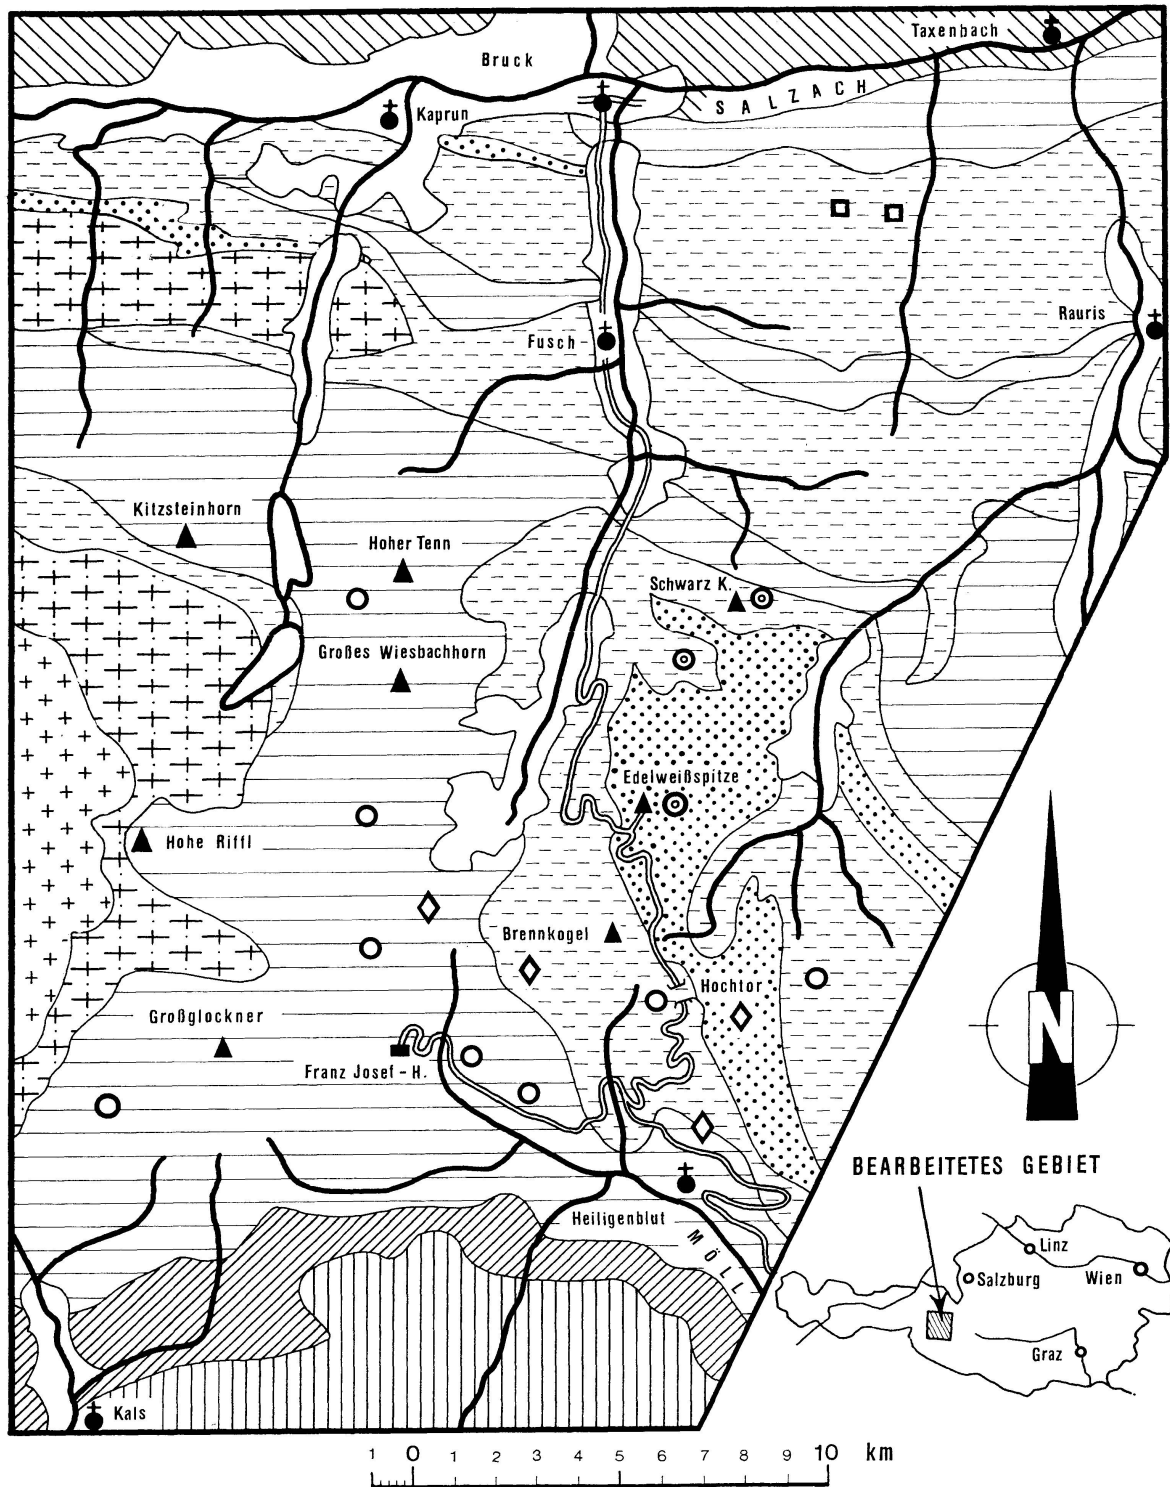 Taxenbach
Bruck
SALZACH
Kaprun
Rauris
Fusch
Kitzsteinhorn
Hoher Tenn
Schwarz K.
Großes Wiesbachhorn
Edelweißspitze
Hohe Riffl
Brennkogel
Hochtor
Großglockner
N
Franz Josef-H.
BEARBEITETES GEBIET
Heiligenblut
MÖLL
Linz
Salzburg
Wien
Graz
Kals
1 0 1 2 3 4 5 6 7 8 9 10 km